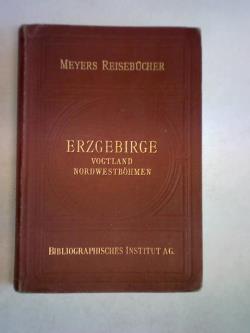 MEYERS REISEBÜCHER
ERZGEBIRGE
VOGTLAND
NORDWESTBÖHMEN
BIBLIOGRAPHISCHES INSTITUT AG.